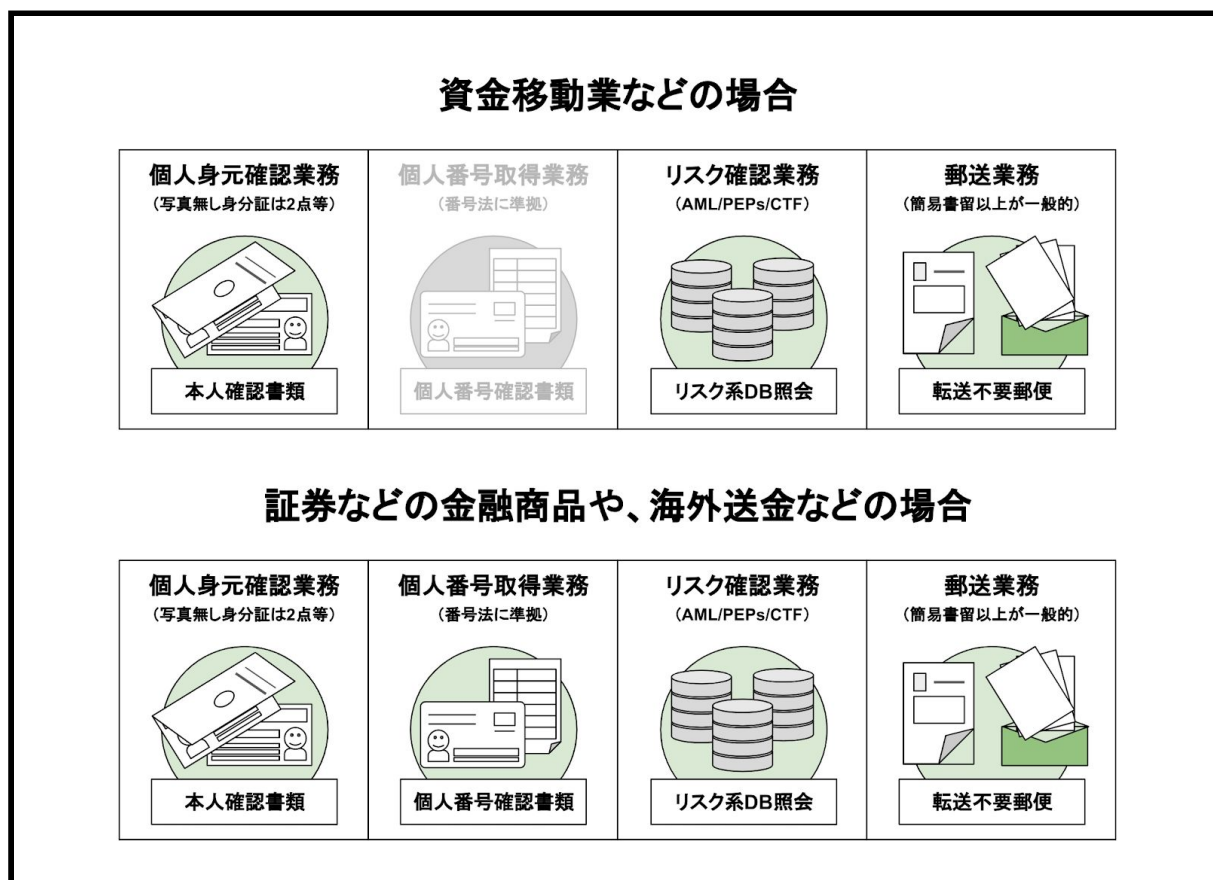 資金移動業などの場合
個人身元確認業務
(写真無し身分証は2点等)
本人確認書類
個人番号取得業務
(番号法に準拠)
個人番号確認書類
リスク確認業務
(AML/PEPs/CTF)
リスク系DB照会
郵送業務
(簡易書留以上が一般的)
転送不要郵便
証券などの金融商品や、海外送金などの場合
個人身元確認業務
(写真無し身分証は2点等)
本人確認書類
個人番号取得業務
(番号法に準拠)
個人番号確認書類
リスク確認業務
(AML/PEPs/CTF)
リスク系DB照会
郵送業務
(簡易書留以上が一般的)
転送不要郵便